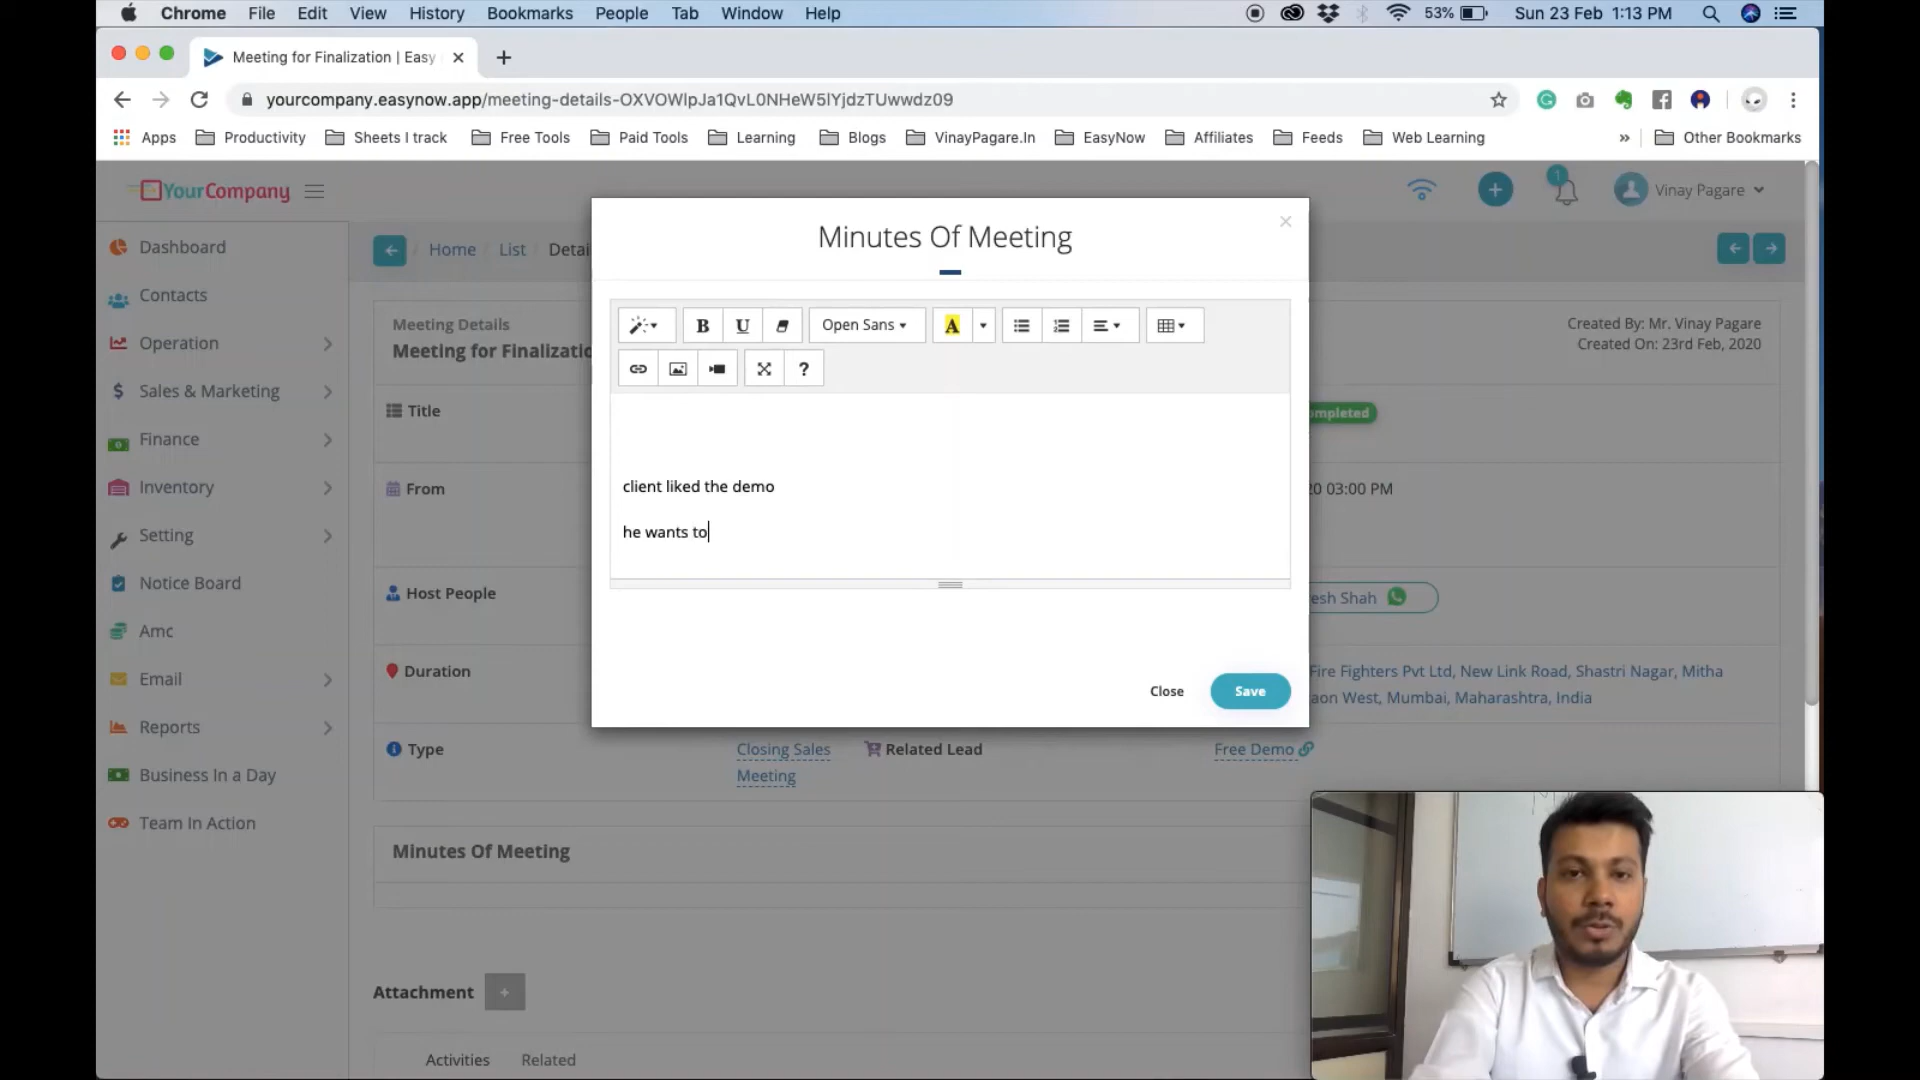 Chrome File Edit View History Bookmarks People Tab Window Help 53% Sun 23 Feb 1:13 PM
Meeting for Finalization | Easy
yourcompany.easynow.app/meeting-details-OXVOWlpJa1QvL0NHeW5lYjdzTUwwdz09
Apps Productivity Sheets I track Free Tools Paid Tools Learning Blogs VinayPagare.In EasyNow Affiliates Feeds Web Learning » Other Bookmarks
YourCompany
1
Vinay Pagare
Dashboard
Contacts
Operation
Sales & Marketing
Finance
Inventory
Setting
Notice Board
Amc
Email
Reports
Business In a Day
Team In Action
Home / List / Detai
Meeting Details
Meeting for Finalizatio
Created By: Mr. Vinay Pagare
Created On: 23rd Feb, 2020
Title
mpleted
From
20 03:00 PM
Host People
esh Shah
Duration
Fire Fighters Pvt Ltd, New Link Road, Shastri Nagar, Mitha
aon West, Mumbai, Maharashtra, India
Type
Closing Sales
Meeting
Related Lead
Free Demo
Minutes Of Meeting
B U Open Sans A
?
client liked the demo
he wants to
Close Save
Minutes Of Meeting
Attachment +
Activities Related